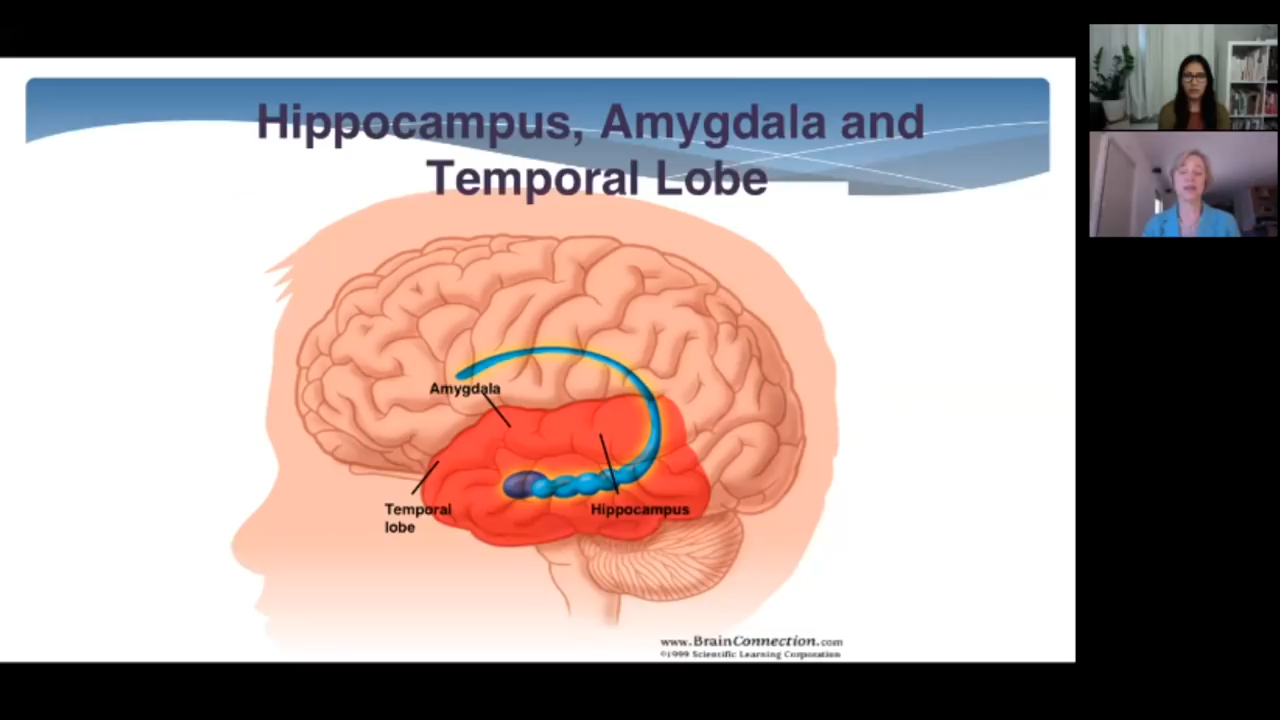 Hippocampus, Amygdala and
Temporal Lobe
Amygdala
Temporal
lobe
Hippocampus
www.BrainConnection.com
©1999 Scientific Learning Corporation